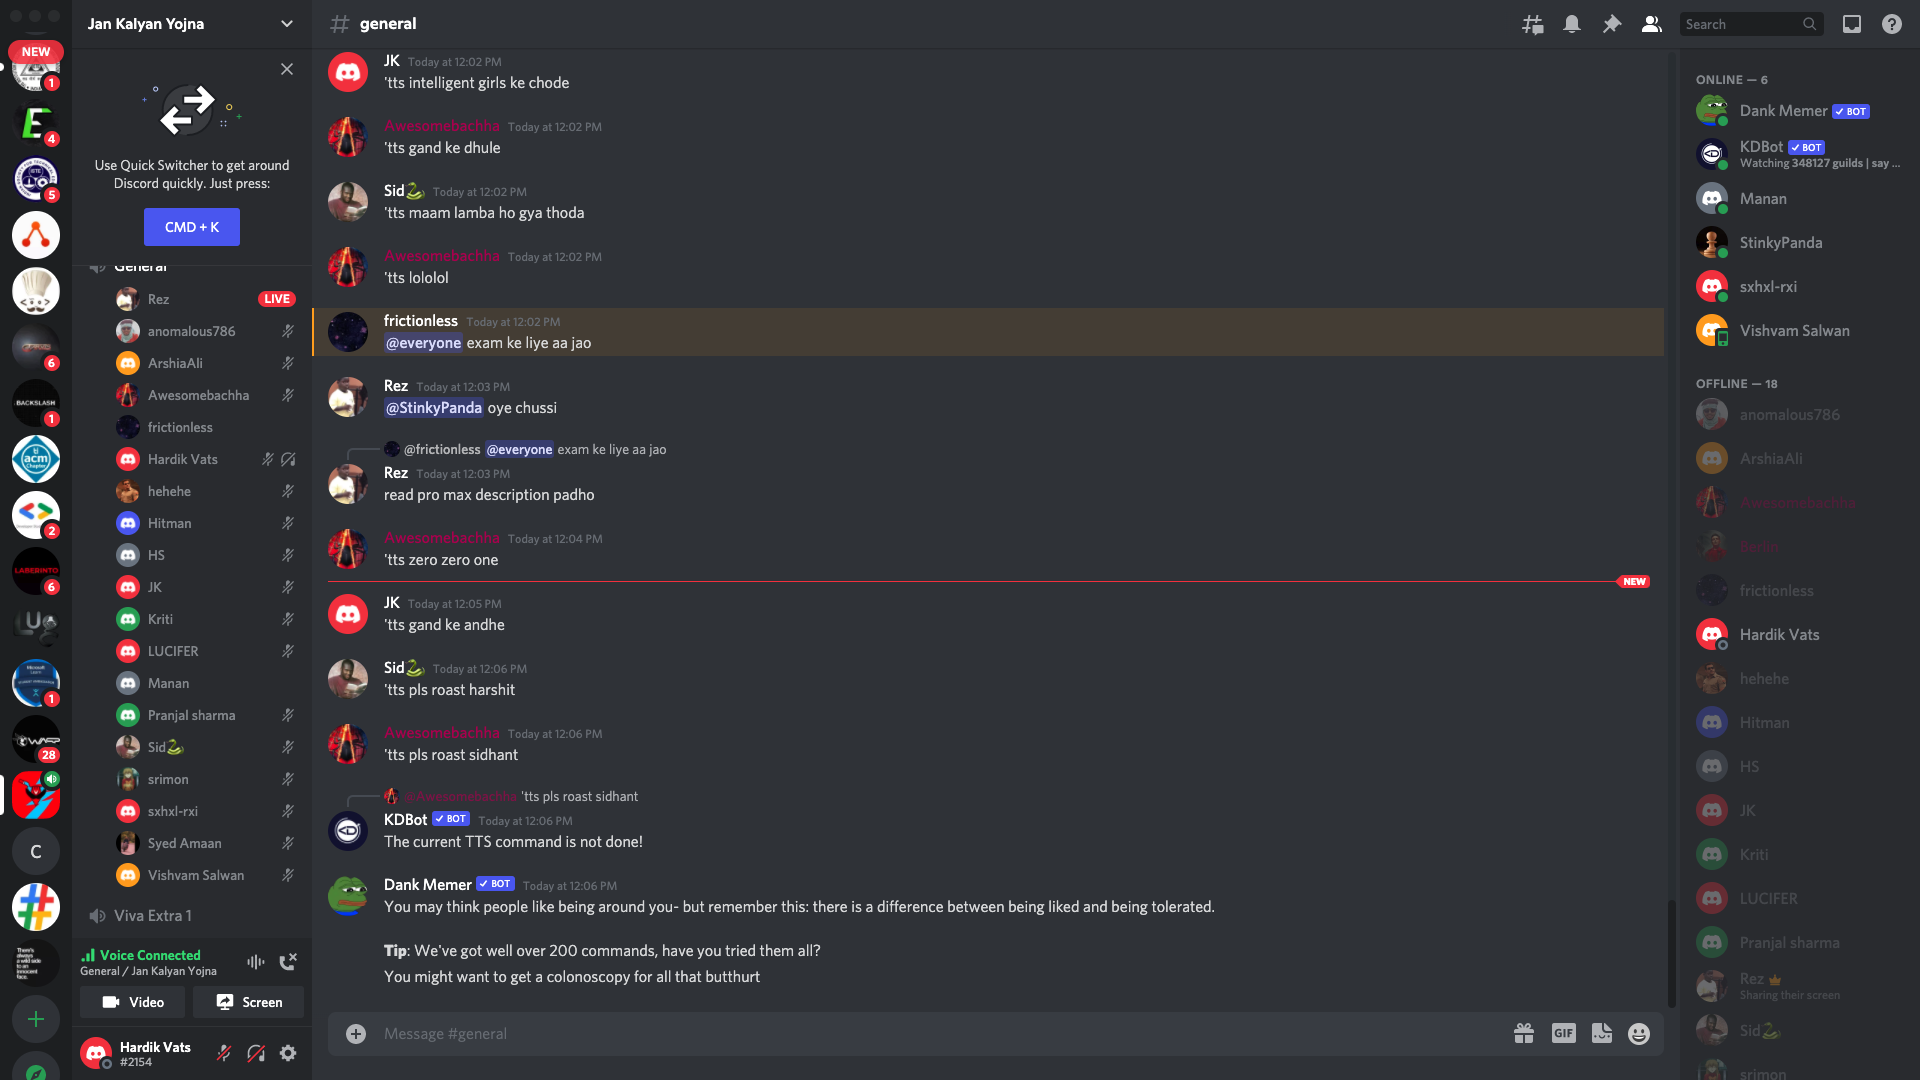 NEW
1
4
5
6
BACKSLASH
1
acm
Chapter
2
LABERINTO
6
1
28
C
There's
always
a wild side
to an
innocent
face.
Jan Kalyan Yojna
Use Quick Switcher to get around
Discord quickly. Just press:
CMD + K
General
Rez LIVE
anomalous786
ArshiaAli
Awesomebachha
frictionless
Hardik Vats
hehehe
Hitman
HS
JK
Kriti
LUCIFER
Manan
Pranjal sharma
Sid🐍
srimon
sxhxl-rxi
Syed Amaan
Vishvam Salwan
Viva Extra 1
Voice Connected
General / Jan Kalyan Yojna
Video Screen
Hardik Vats
#2154
# general
Search
JK Today at 12:02 PM
'tts intelligent girls ke chode
Awesomebachha Today at 12:02 PM
'tts gand ke dhule
Sid🐍 Today at 12:02 PM
'tts maam lamba ho gya thoda
Awesomebachha Today at 12:02 PM
'tts lololol
frictionless Today at 12:02 PM
@everyone exam ke liye aa jao
Rez Today at 12:03 PM
@StinkyPanda oye chussi
@frictionless @everyone exam ke liye aa jao
Rez Today at 12:03 PM
read pro max description padho
Awesomebachha Today at 12:04 PM
'tts zero zero one
NEW
JK Today at 12:05 PM
'tts gand ke andhe
Sid🐍 Today at 12:06 PM
'tts pls roast harshit
Awesomebachha Today at 12:06 PM
'tts pls roast sidhant
@Awesomebachha 'tts pls roast sidhant
KDBot ✓ BOT Today at 12:06 PM
The current TTS command is not done!
Dank Memer ✓ BOT Today at 12:06 PM
You may think people like being around you- but remember this: there is a difference between being liked and being tolerated.
Tip: We've got well over 200 commands, have you tried them all?
You might want to get a colonoscopy for all that butthurt
Message #general
GIF
ONLINE — 6
Dank Memer ✓ BOT
KDBot ✓ BOT
Watching 348127 guilds | say ...
Manan
StinkyPanda
sxhxl-rxi
Vishvam Salwan
OFFLINE — 18
anomalous786
ArshiaAli
Awesomebachha
Berlin
frictionless
Hardik Vats
hehehe
Hitman
HS
JK
Kriti
LUCIFER
Pranjal sharma
Rez
Sharing their screen
Sid🐍
srimon